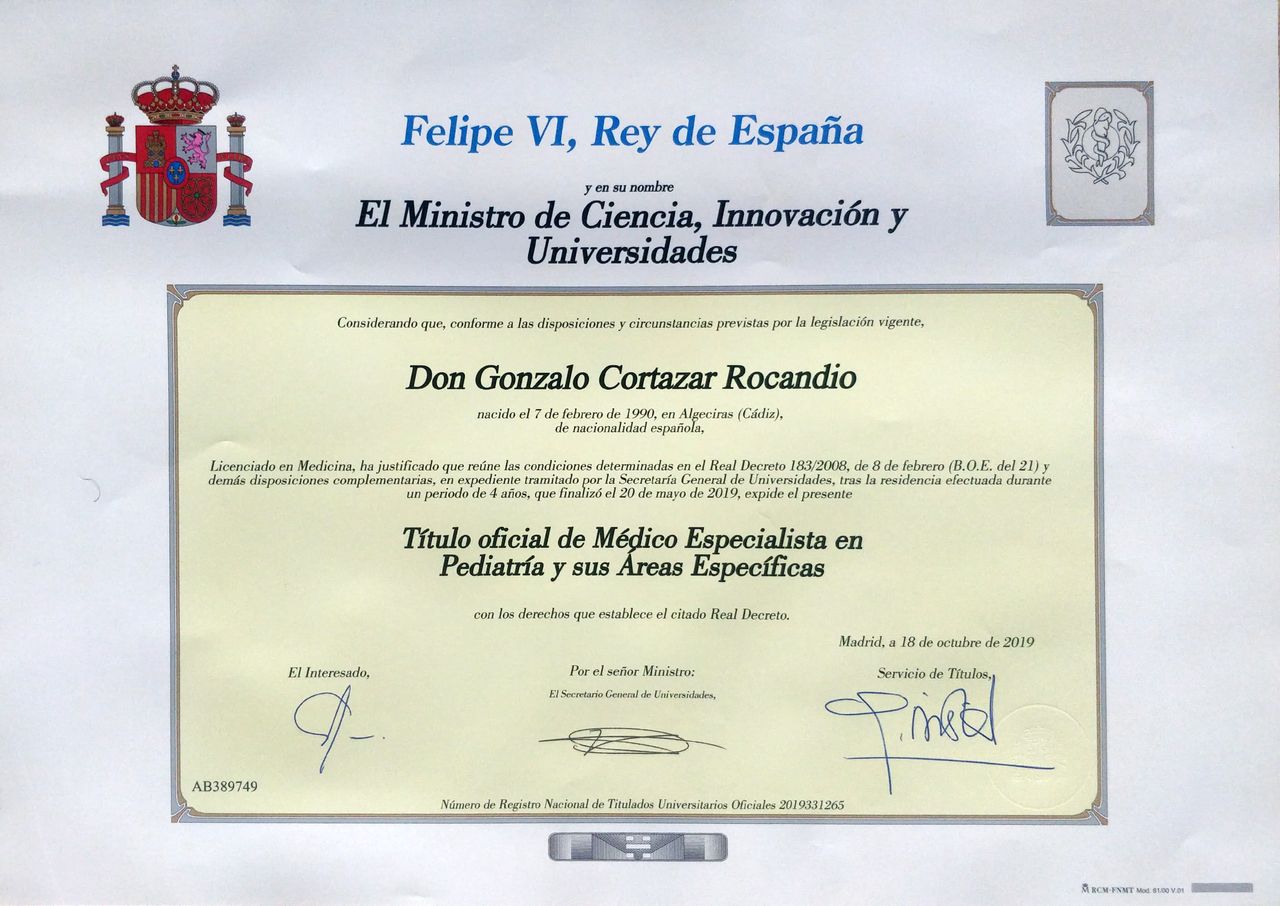 Felipe VI, Rey de España
y en su nombre
El Ministro de Ciencia, Innovación y
Universidades
Considerando que, conforme a las disposiciones y circunstancias previstas por la legislación vigente,
Don Gonzalo Cortazar Rocandio
nacido el 7 de febrero de 1990, en Algeciras (Cádiz),
de nacionalidad española,
Licenciado en Medicina, ha justificado que reúne las condiciones determinadas en el Real Decreto 183/2008, de 8 de febrero (B.O.E. del 21) y
demás disposiciones complementarias, en expediente tramitado por la Secretaría General de Universidades, tras la residencia efectuada durante
un periodo de 4 años, que finalizó el 20 de mayo de 2019, expide el presente
Título oficial de Médico Especialista en
Pediatría y sus Áreas Específicas
con los derechos que establece el citado Real Decreto.
Madrid, a 18 de octubre de 2019
El Interesado,
Por el señor Ministro:
El Secretario General de Universidades,
Servicio de Títulos,
AB389749
Número de Registro Nacional de Titulados Universitarios Oficiales 2019331265
RCM-FNMT Mod. 61/00 V.01